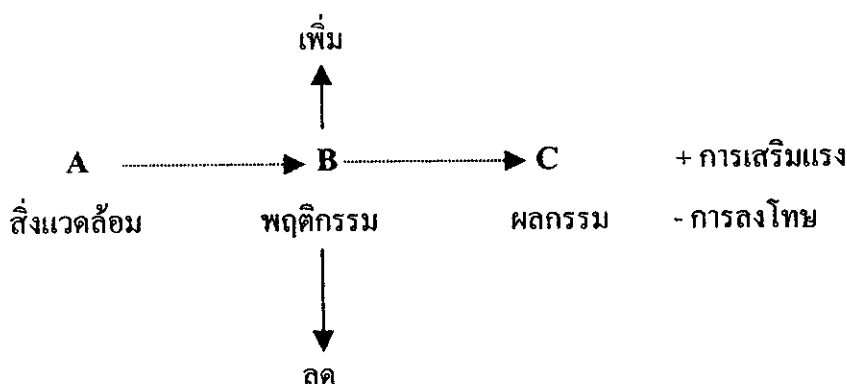 เพิ่ม
A B C + การเสริมแรง
สิ่งแวดล้อม พฤติกรรม ผลกรรม - การลงโทษ
ลด